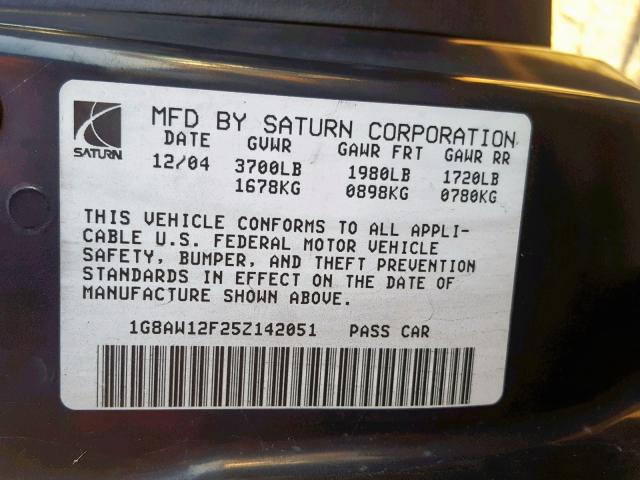 MFD BY SATURN CORPORATION
SATURN
DATE GVWR GAWR FRT GAWR RR
12/04 3700LB 1980LB 1720LB
1678KG 0898KG 0780KG
THIS VEHICLE CONFORMS TO ALL APPLI-
CABLE U.S. FEDERAL MOTOR VEHICLE
SAFETY, BUMPER, AND THEFT PREVENTION
STANDARDS IN EFFECT ON THE DATE OF
MANUFACTURE SHOWN ABOVE.
1G8AW12F25Z142051 PASS CAR